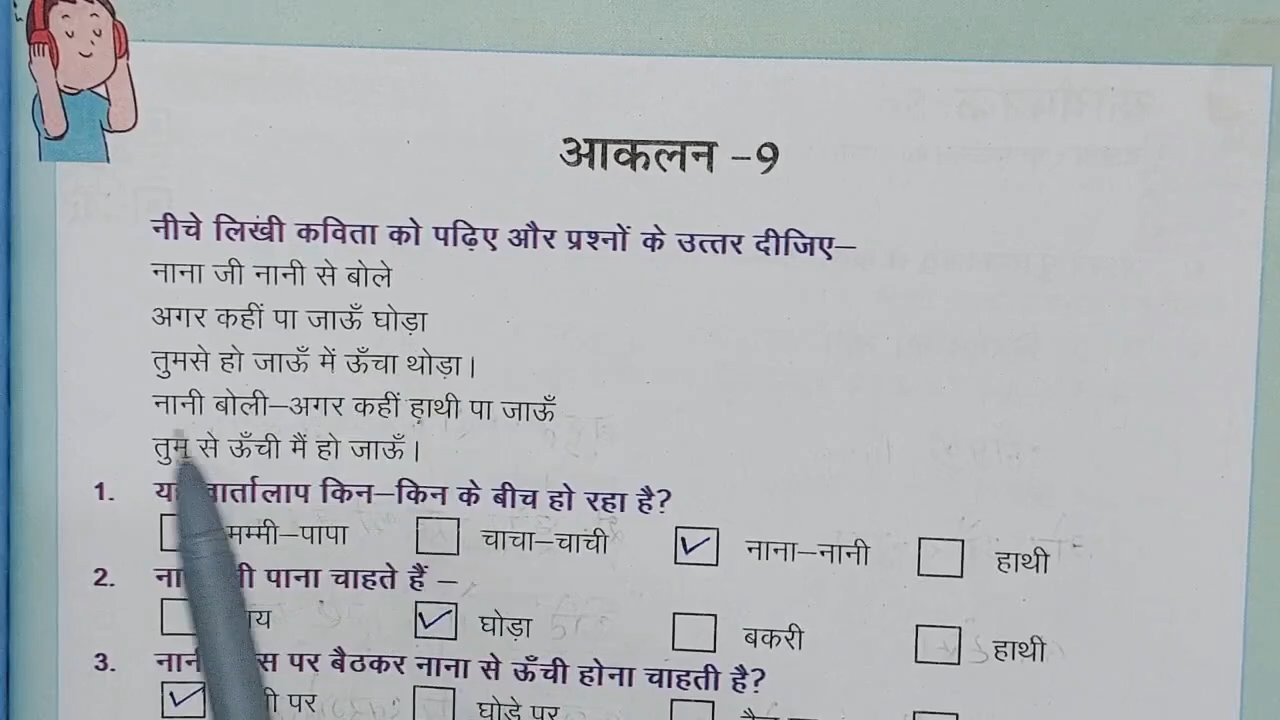 आकलन -9
नीचे लिखी कविता को पढ़िए और प्रश्नों के उत्तर दीजिए–
नाना जी नानी से बोले
अगर कहीं पा जाऊँ घोड़ा
तुमसे हो जाऊँ में ऊँचा थोड़ा।
नानी बोली–अगर कहीं हा़थी पा जाऊँ
तुम से ऊँची मैं हो जाऊँ।
1. वार्तालाप किन–किन के बीच हो रहा है?
मम्मी–पापा चाचा–चाची नाना–नानी हाथी
2. पाना चाहते हैं –
घोड़ा बकरी हाथी
3. पर बैठकर नाना से ऊँची होना चाहती है?
पर घोड़े पर